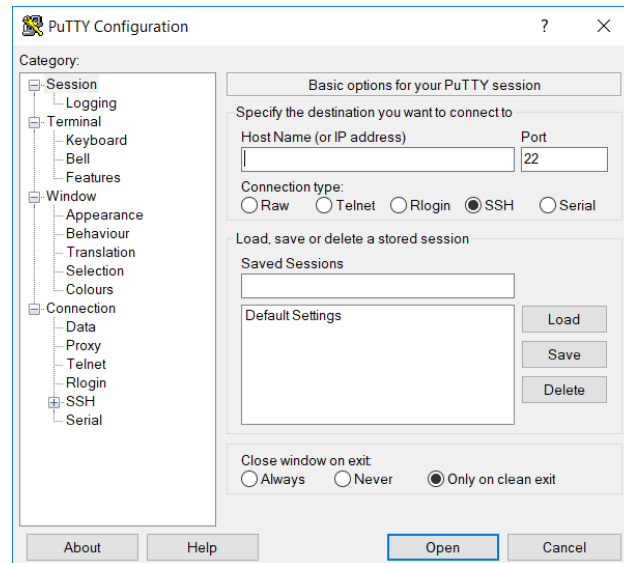 PuTTY Configuration
?
Category:
Session
Logging
Terminal
Keyboard
Bell
Features
Window
Appearance
Behaviour
Translation
Selection
Colours
Connection
Data
Proxy
Telnet
Rlogin
SSH
Serial
Basic options for your PuTTY session
Specify the destination you want to connect to
Host Name (or IP address) Port
22
Connection type:
Raw Telnet Rlogin SSH Serial
Load, save or delete a stored session
Saved Sessions
Default Settings
Load
Save
Delete
Close window on exit:
Always Never Only on clean exit
About Help Open Cancel